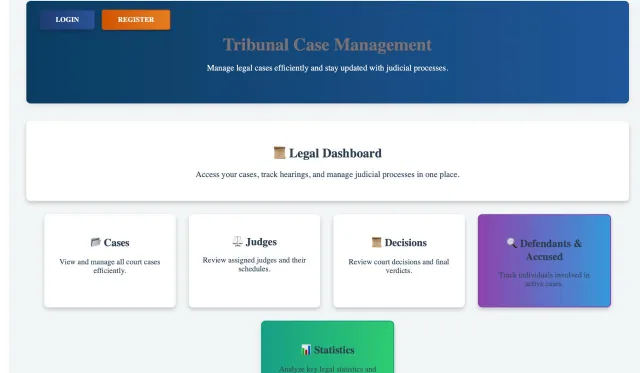 LOGIN REGISTER
Tribunal Case Management
Manage legal cases efficiently and stay updated with judicial processes.
Legal Dashboard
Access your cases, track hearings, and manage judicial processes in one place.
Cases
View and manage all court cases
efficiently.
Judges
Review assigned judges and their
schedules.
Decisions
Review court decisions and final
verdicts.
Defendants &
Accused
Track individuals involved in
active cases.
Statistics
Analyze key legal statistics and